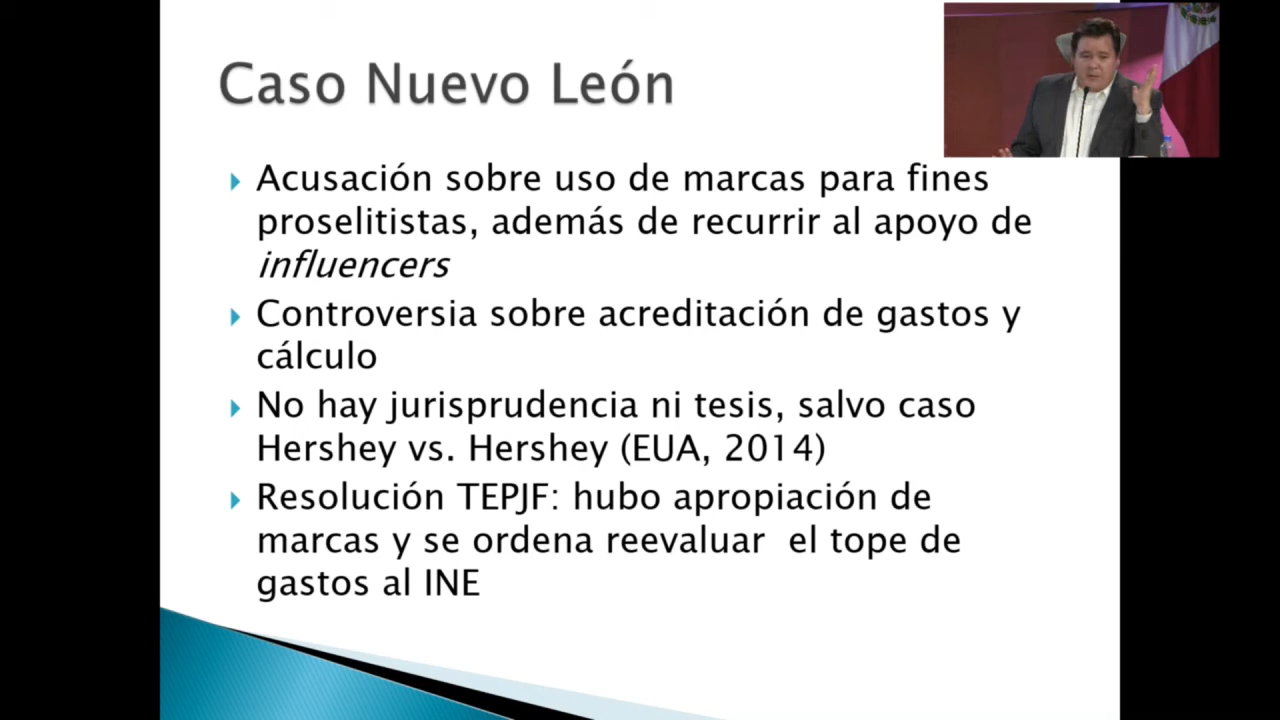 Caso Nuevo León
Acusación sobre uso de marcas para fines
proselitistas, además de recurrir al apoyo de
influencers
Controversia sobre acreditación de gastos y
cálculo
No hay jurisprudencia ni tesis, salvo caso
Hershey vs. Hershey (EUA, 2014)
Resolución TEPJF: hubo apropiación de
marcas y se ordena reevaluar  el tope de
gastos al INE